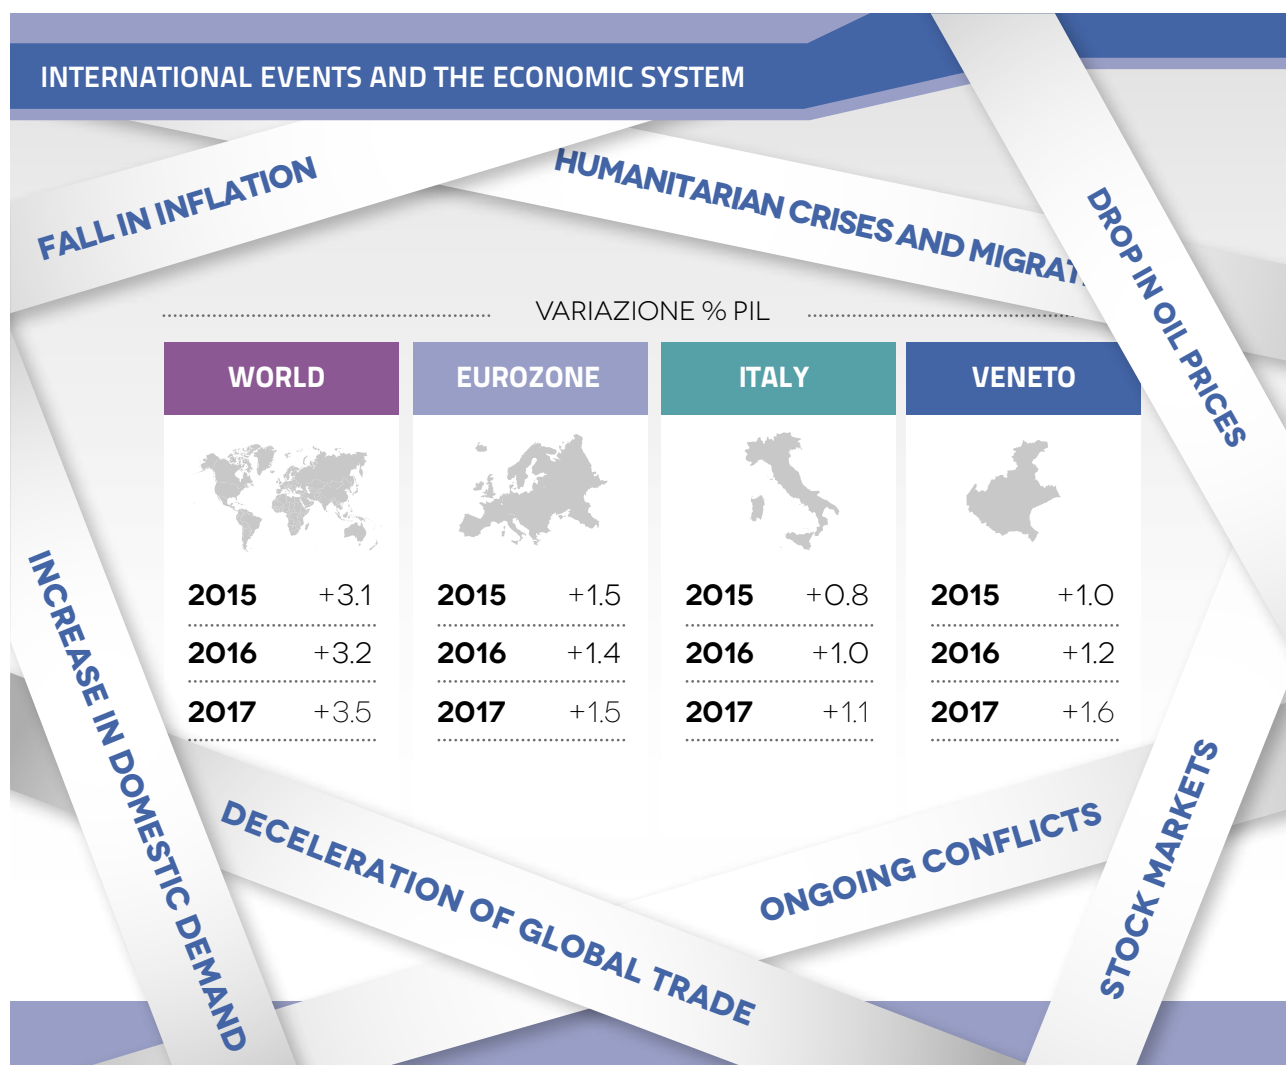 INTERNATIONAL EVENTS AND THE ECONOMIC SYSTEM
FALL IN INFLATION
HUMANITARIAN CRISES AND MIGRAT
DROP IN OIL PRICES
VARIAZIONE % PIL
WORLD
2015 +3.1
2016 +3.2
2017 +3.5
EUROZONE
2015 +1.5
2016 +1.4
2017 +1.5
ITALY
2015 +0.8
2016 +1.0
2017 +1.1
VENETO
2015 +1.0
2016 +1.2
2017 +1.6
INCREASE IN DOMESTIC DEMAND
DECELERATION OF GLOBAL TRADE
ONGOING CONFLICTS
STOCK MARKETS